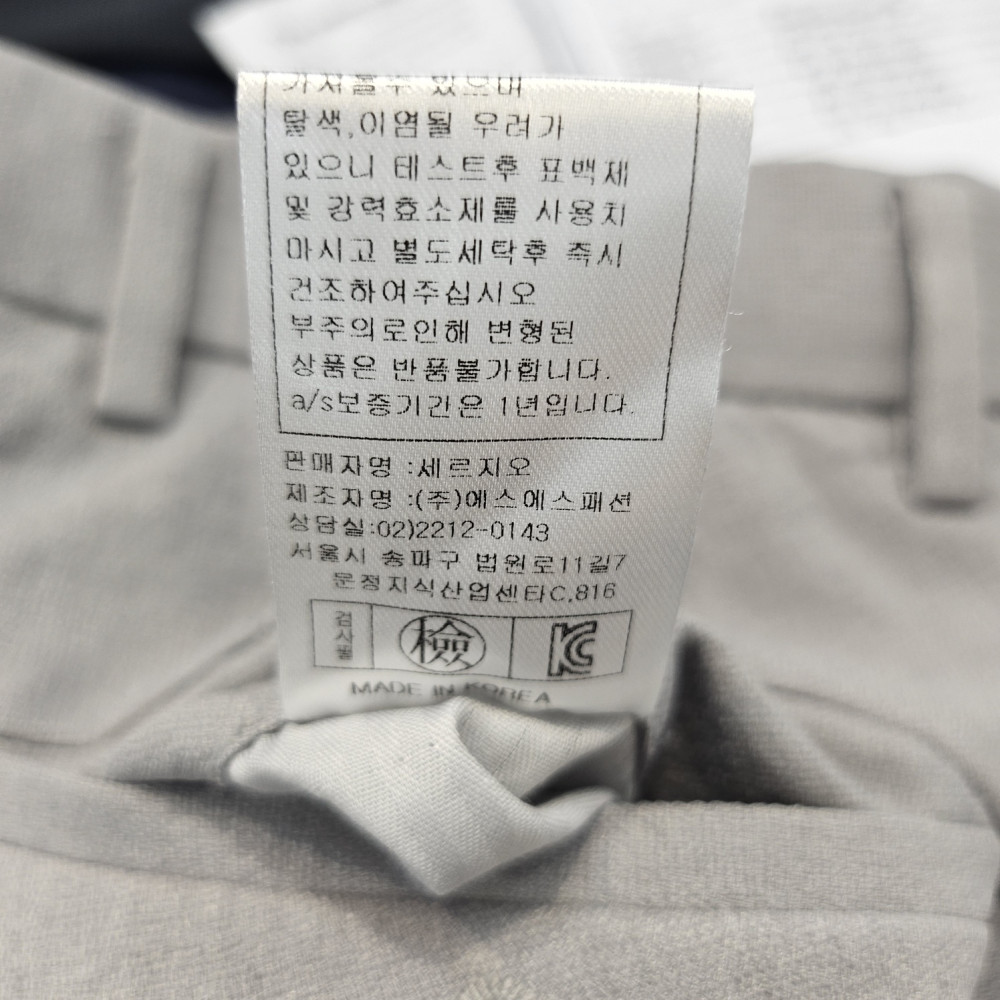 있으며
탈색,이염될 우려가
있으니 테스트후 표백제
및 강력효소제를 사용치
마시고 별도세탁후 즉시
건조하여주십시오
부주의로인해 변형된
상품은 반품불가합니다.
a/s보증기간은 1년입니다.
판매자명 :세르지오
제조자명 :(주)에스에스패션
상담실:02)2212-0143
서울시 송파구 법원로11길7
문정지식산업센타C,816
검사필 檢 KC
MADE IN KOREA